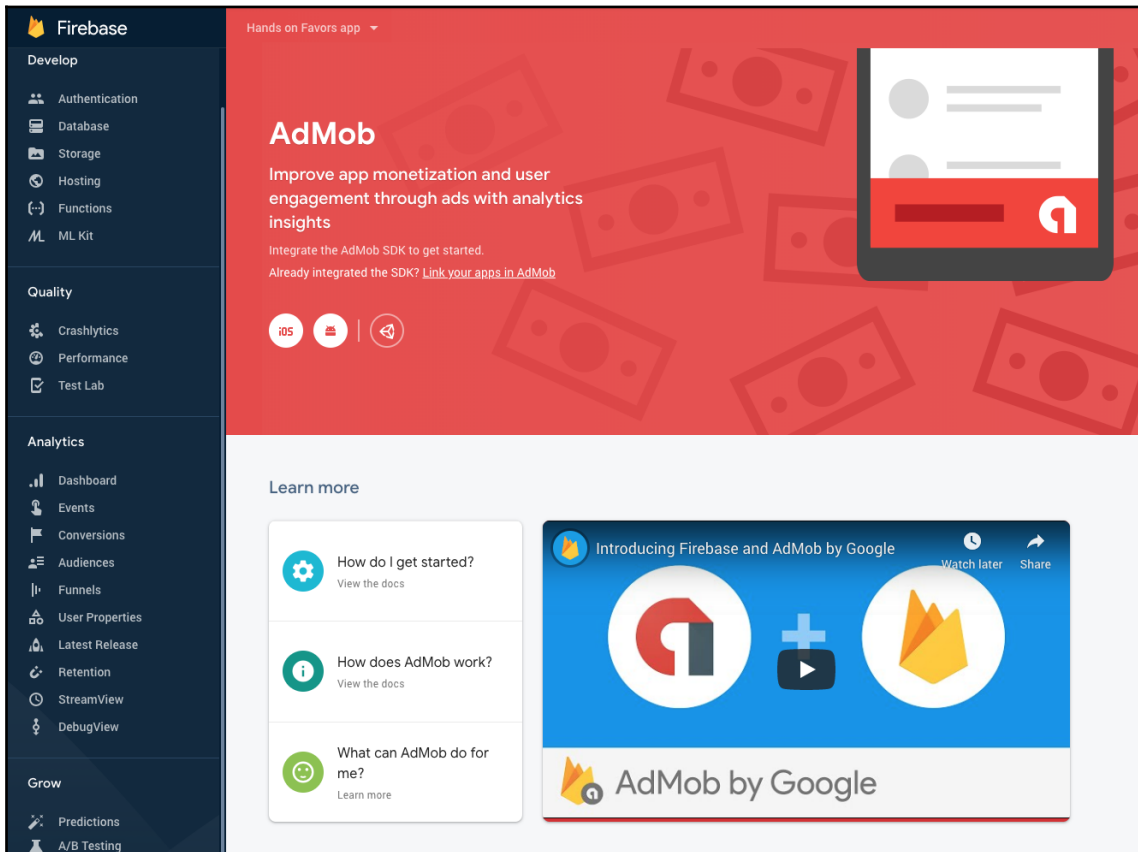 Firebase
Develop
Authentication
Database
Storage
Hosting
Functions
ML Kit
Quality
Crashlytics
Performance
Test Lab
Analytics
Dashboard
Events
Conversions
Audiences
Funnels
User Properties
Latest Release
Retention
StreamView
DebugView
Grow
Predictions
A/B Testing
Hands on Favors app
AdMob
Improve app monetization and user
engagement through ads with analytics
insights
Integrate the AdMob SDK to get started.
Already integrated the SDK? Link your apps in AdMob
iOS
Learn more
How do I get started?
View the docs
How does AdMob work?
View the docs
What can AdMob do for
me?
Learn more
Introducing Firebase and AdMob by Google
Watch later
Share
AdMob by Google